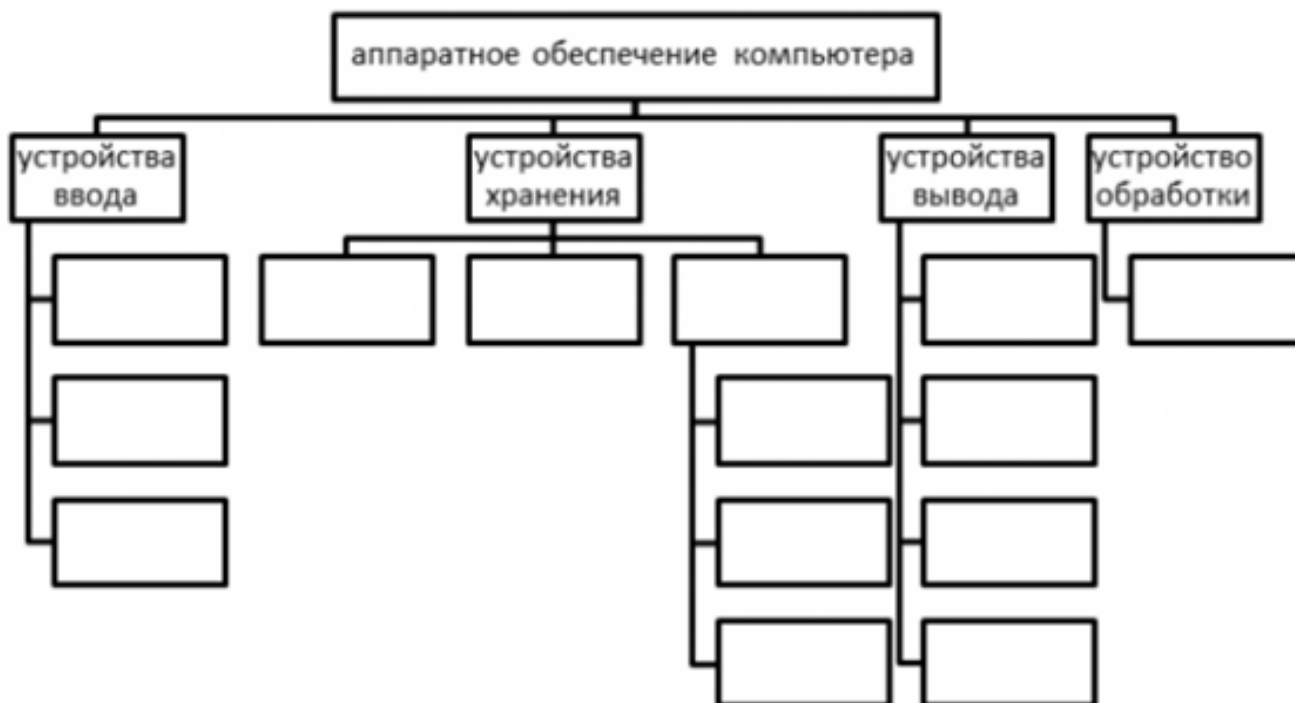 аппаратное обеспечение компьютера
устройства
ввода
устройства
хранения
устройства
вывода
устройство
обработки